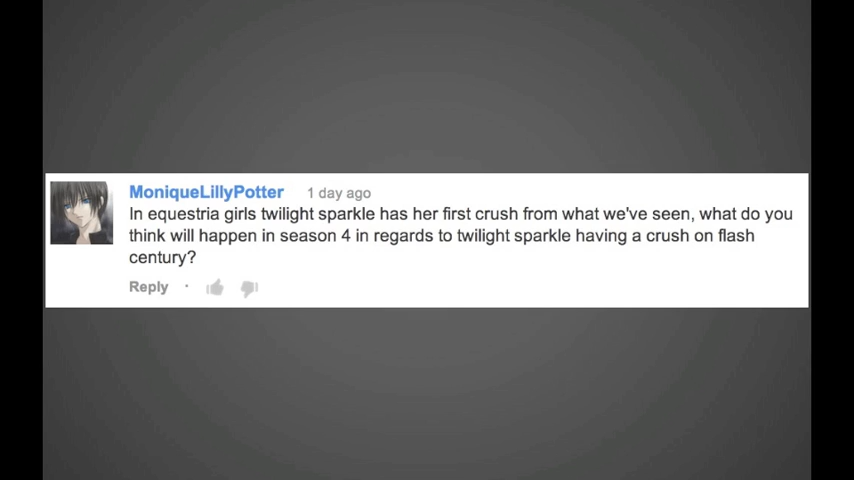 MoniqueLillyPotter 1 day ago
In equestria girls twilight sparkle has her first crush from what we've seen, what do you
think will happen in season 4 in regards to twilight sparkle having a crush on flash
century?
Reply ·